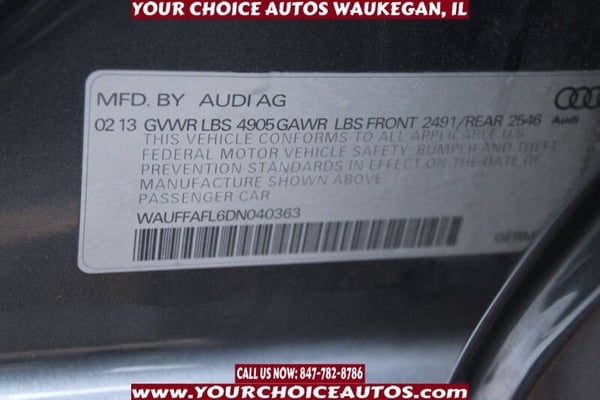 YOUR CHOICE AUTOS WAUKEGAN, IL
MFD. BY AUDI AG
02 13 GVWR LBS 4905 GAWR LBS FRONT 2491/REAR 2546
THIS VEHICLE CONFORMS TO ALL APPLICABLE U.S.
FEDERAL MOTOR VEHICLE SAFETY, BUMPER AND THEFT
PREVENTION STANDARDS IN EFFECT ON THE DATE OF
MANUFACTURE SHOWN ABOVE
PASSENGER CAR
WAUFFAFL6DN040363
Audi
CALL US NOW: 847-782-8786
WWW.YOURCHOICEAUTOS.COM